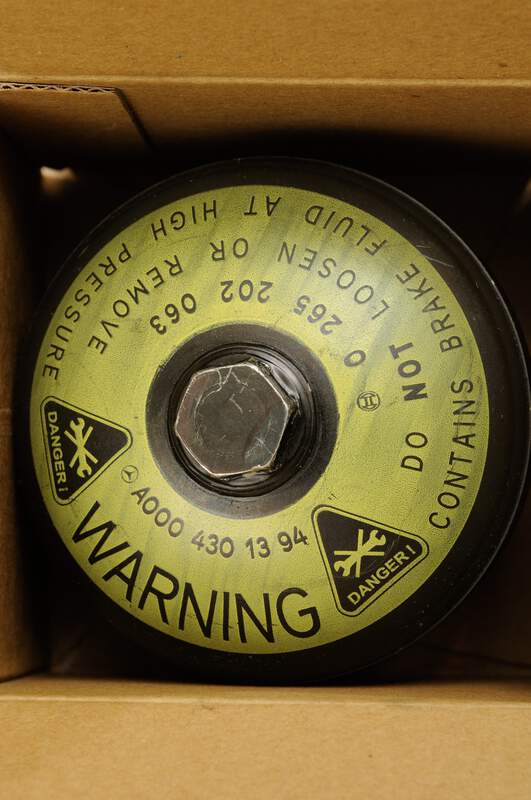 WARNING
CONTAINS BRAKE FLUID AT HIGH PRESSURE
DO NOT LOOSEN OR REMOVE
0 265 202 063
A000 430 13 94
DANGER!
DANGER!